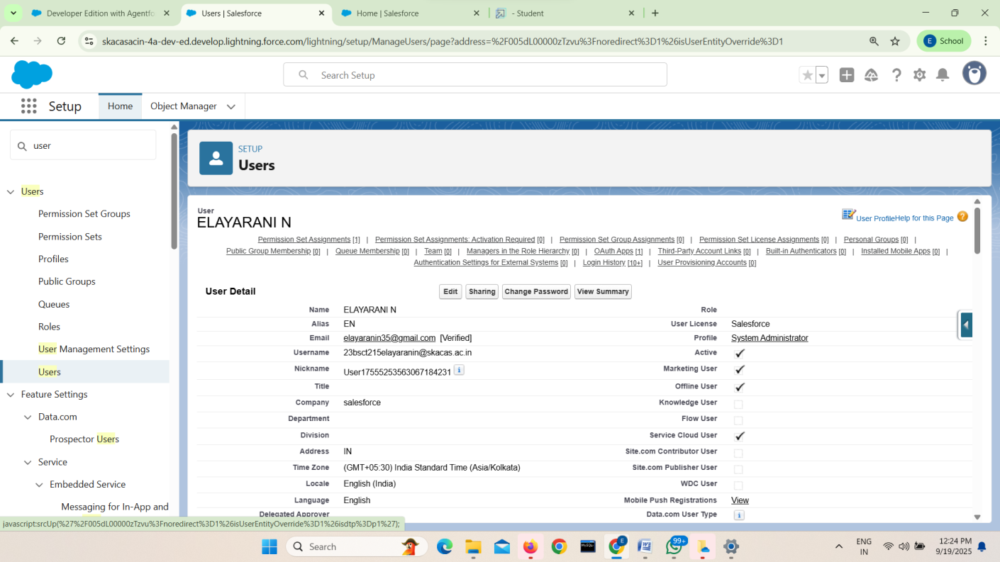 Developer Edition with Agentfo
Users | Salesforce
Home | Salesforce
- Student
skacasacin-4a-dev-ed.develop.lightning.force.com/lightning/setup/ManageUsers/page?address=%2F005dL00000zTzvu%3Fnoredirect%3D1%26isUserEntityOverride%3D1
E School
Search Setup
Setup
Home
Object Manager
user
Users
Permission Set Groups
Permission Sets
Profiles
Public Groups
Queues
Roles
User Management Settings
Users
Feature Settings
Data.com
Prospector Users
Service
Embedded Service
Messaging for In-App and
SETUP
Users
User
ELAYARANI N
User Profile Help for this Page ?
Permission Set Assignments [1] | Permission Set Assignments: Activation Required [0] | Permission Set Group Assignments [0] | Permission Set License Assignments [0] | Personal Groups [0] |
Public Group Membership [0] | Queue Membership [0] | Team [0] | Managers in the Role Hierarchy [0] | OAuth Apps [1] | Third-Party Account Links [0] | Built-in Authenticators [0] | Installed Mobile Apps [0] |
Authentication Settings for External Systems [0] | Login History [10+] | User Provisioning Accounts [0]
User Detail
Edit Sharing Change Password View Summary
Name ELAYARANI N Role
Alias EN User License Salesforce
Email elayaranin35@gmail.com [Verified] Profile System Administrator
Username 23bsct215elayaranin@skacas.ac.in Active
Nickname User17555253563067184231 i Marketing User
Title Offline User
Company salesforce Knowledge User
Department Flow User
Division Service Cloud User
Address IN Site.com Contributor User
Time Zone (GMT+05:30) India Standard Time (Asia/Kolkata) Site.com Publisher User
Locale English (India) WDC User
Language English Mobile Push Registrations View
Delegated Approver Data.com User Type i
javascript:srcUp(%27%2F005dL00000zTzvu%3Fnoredirect%3D1%26isUserEntityOverride%3D1%26isdtp%3Dp1%27);
Search
MySQL
E
99+
ENG
IN
12:24 PM
9/19/2025